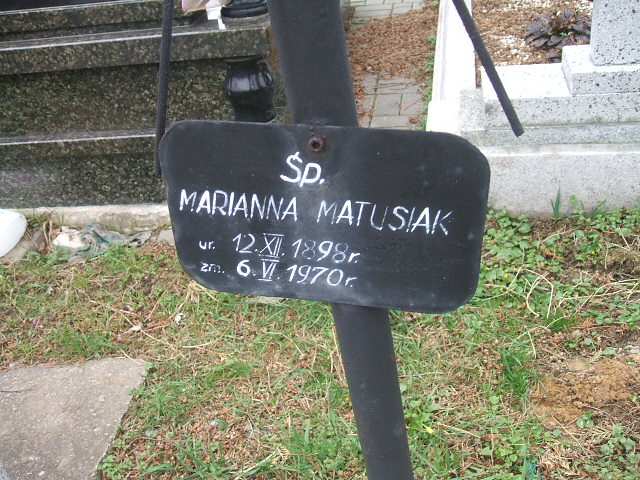 Śp.
MARIANNA MATUSIAK
ur. 12.XII.1898r.
zm. 6.VI.1970r.